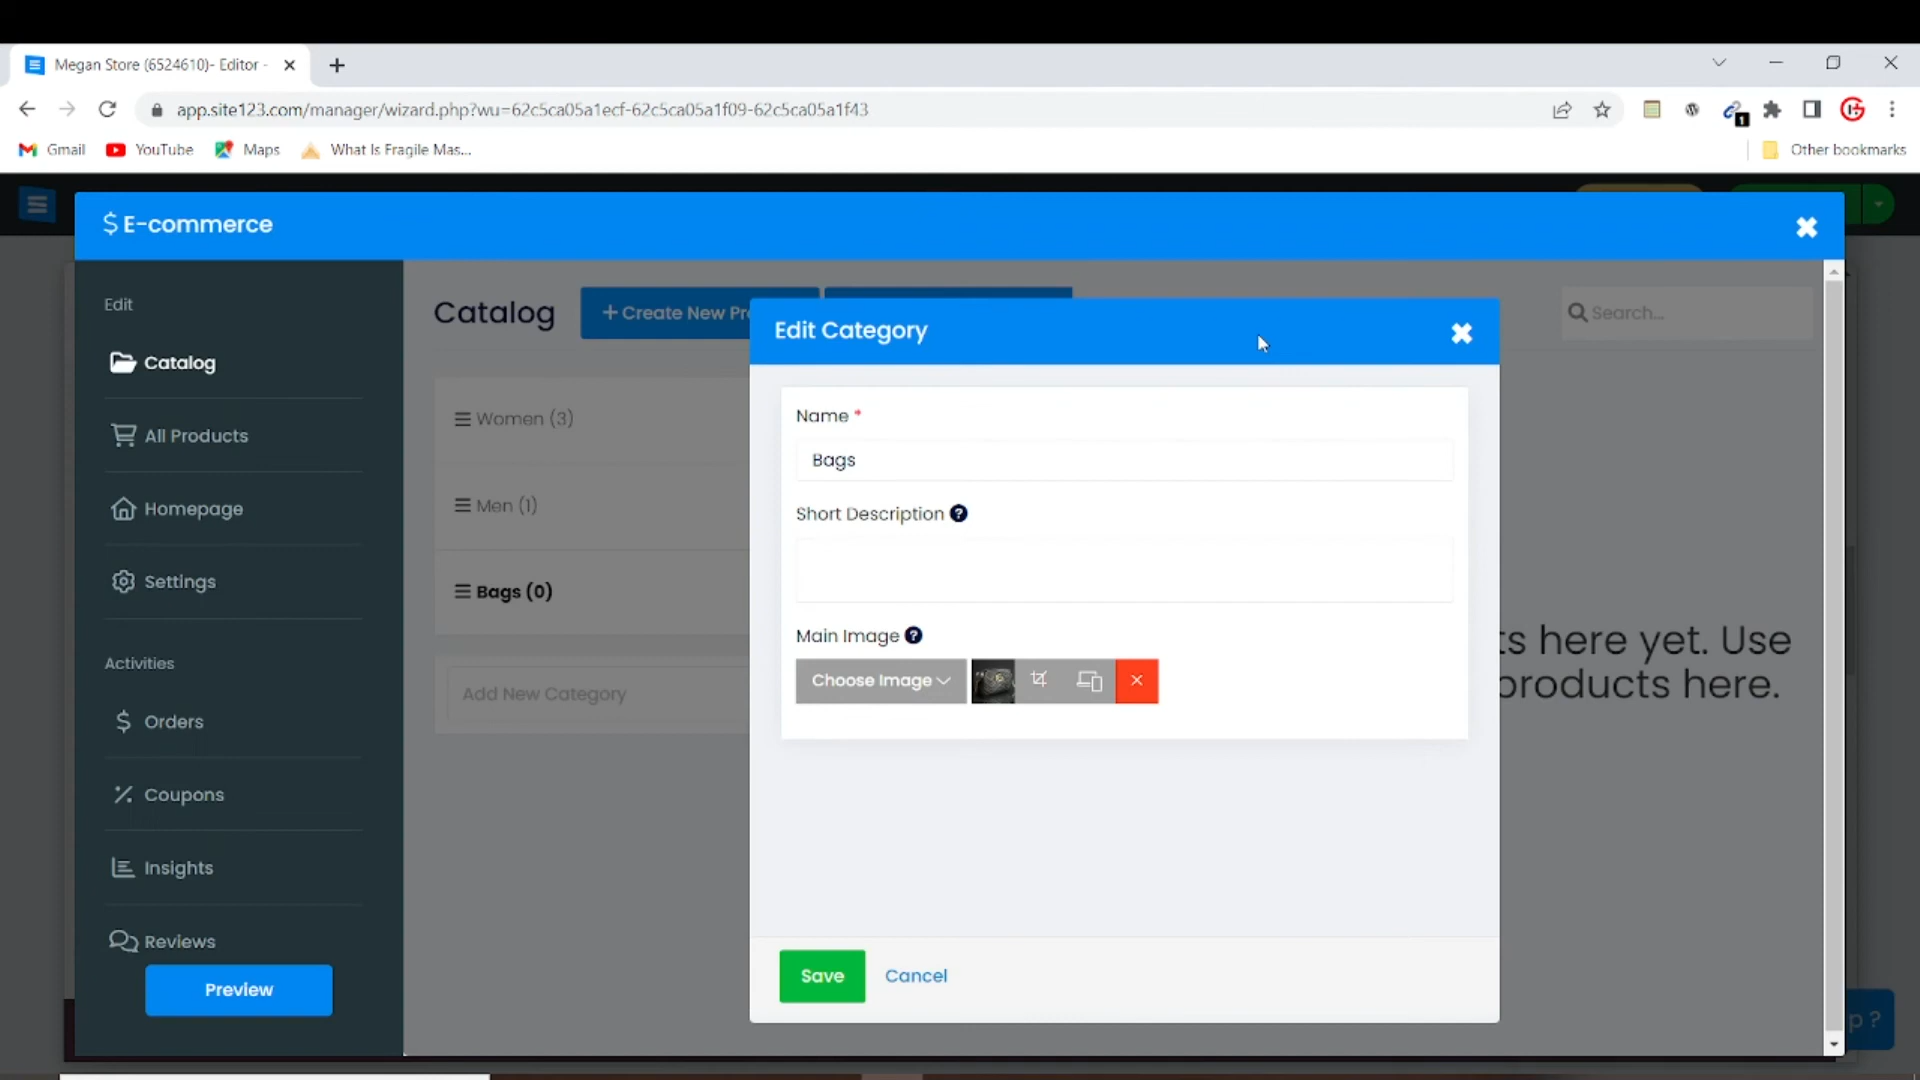 Megan Store (6524610)- Editor -
app.site123.com/manager/wizard.php?wu=62c5ca05a1ecf-62c5ca05a1f09-62c5ca05a1f43
1
Gmail
YouTube
Maps
What Is Fragile Mas...
Other bookmarks
$ E-commerce
Edit
Catalog
All Products
Homepage
Settings
Activities
Orders
Coupons
Insights
Reviews
Preview
Catalog
+ Create New Pr
Search...
Women (3)
Men (1)
Bags (0)
Add New Category
Edit Category
Name *
Bags
Short Description ?
Main Image ?
Choose Image
Save
Cancel
ts here yet. Use
products here.
p ?